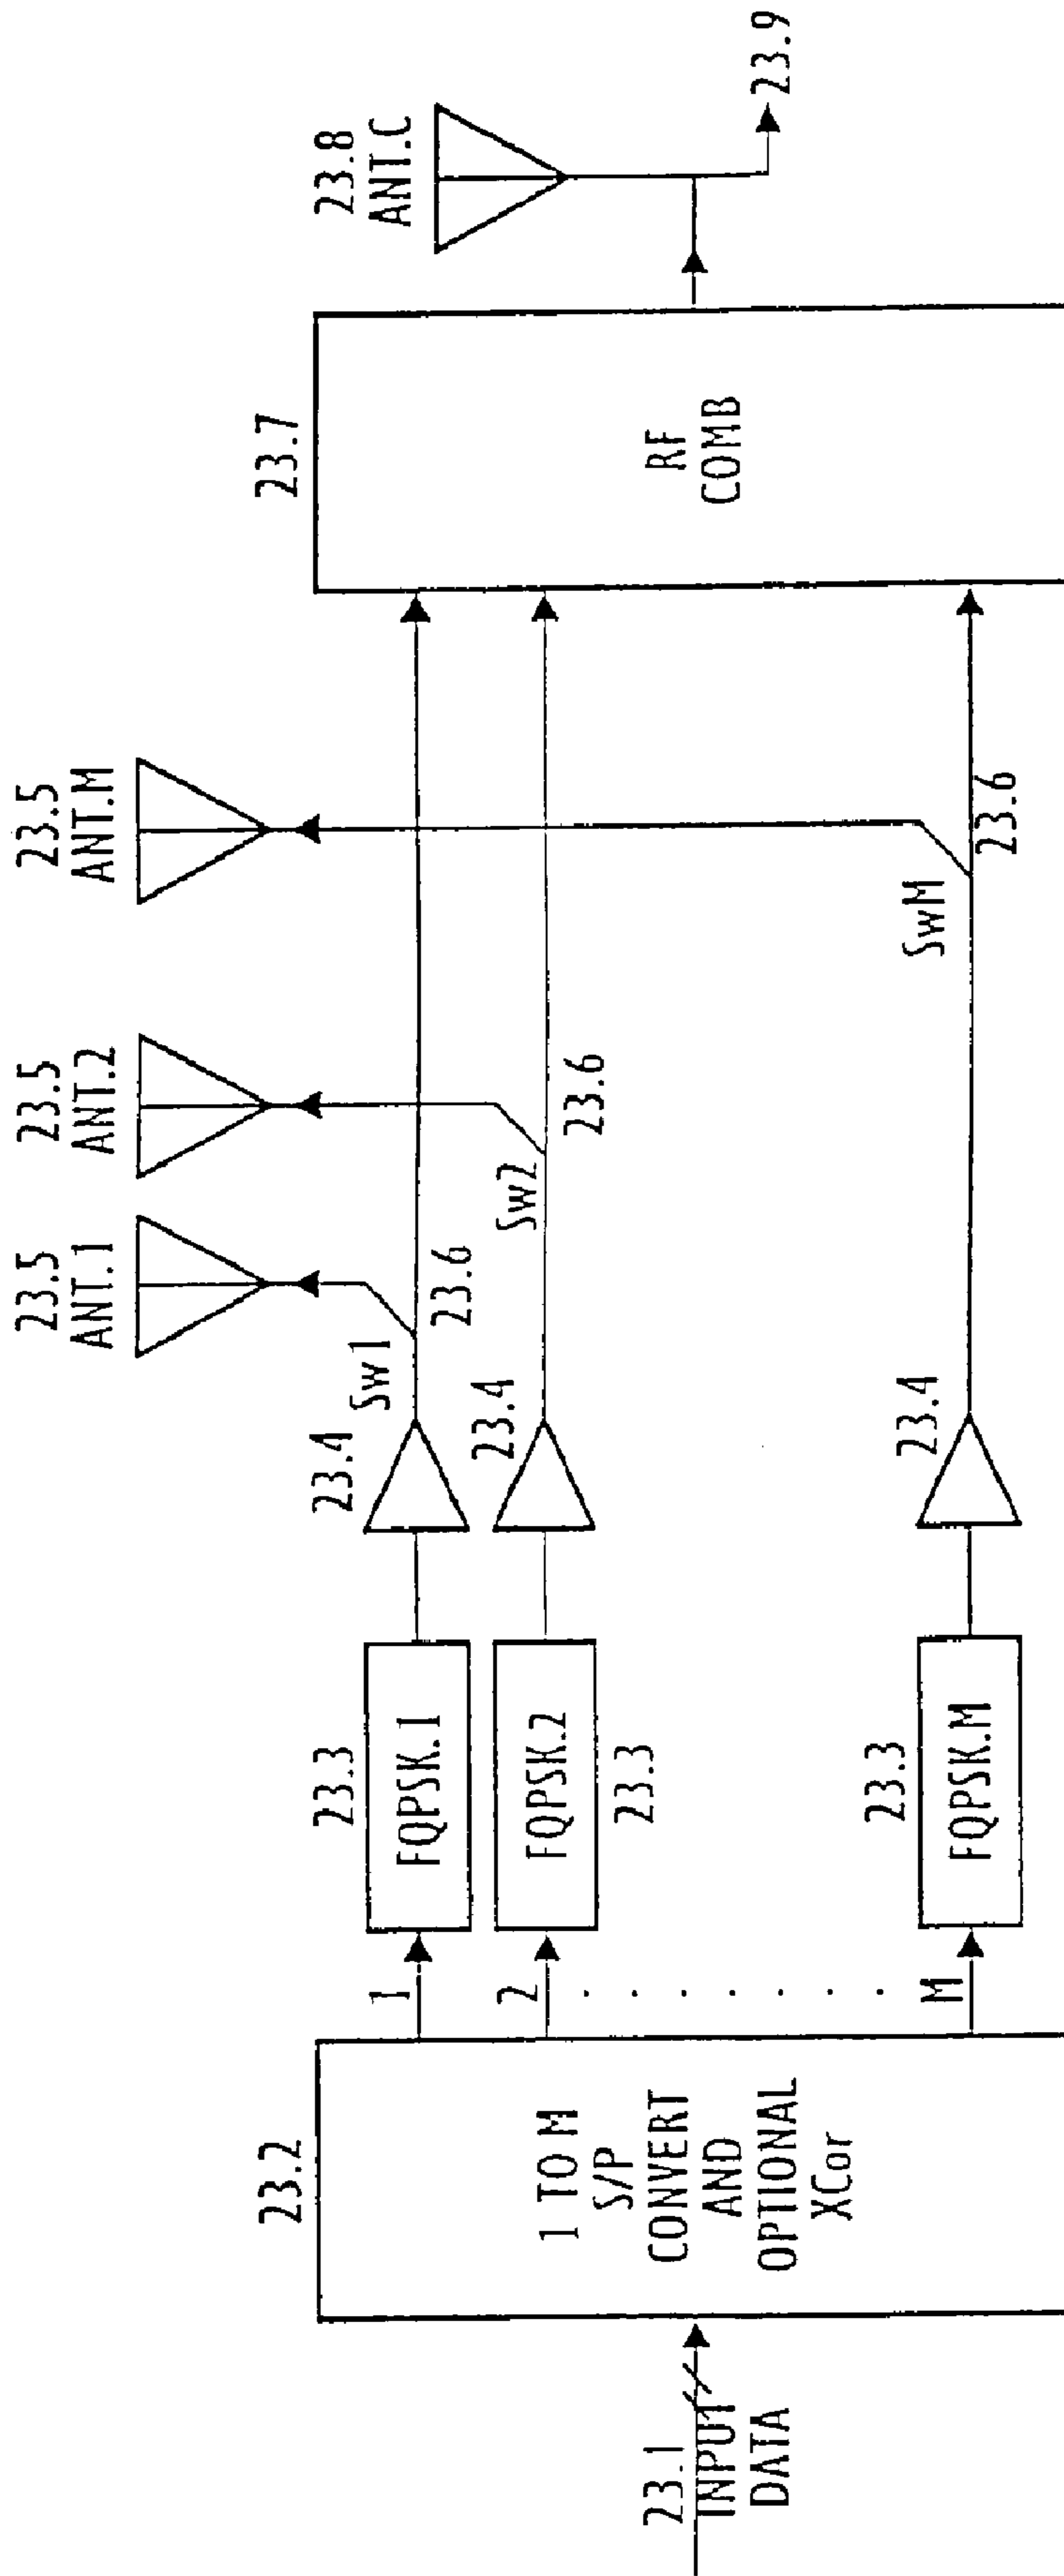 23.1
INPUT
DATA
23.2
1 TO M
S/P
CONVERT
AND
OPTIONAL
XCor
1
2
. . . . . . .
M
23.3
FQPSK.1
FQPSK.2
23.3
23.3
FQPSK.M
23.4
23.4
23.4
Sw1
23.6
Sw2
23.6
SwM
23.6
23.5
ANT.1
23.5
ANT.2
23.5
ANT.M
23.7
RF
COMB
23.8
ANT.C
23.9